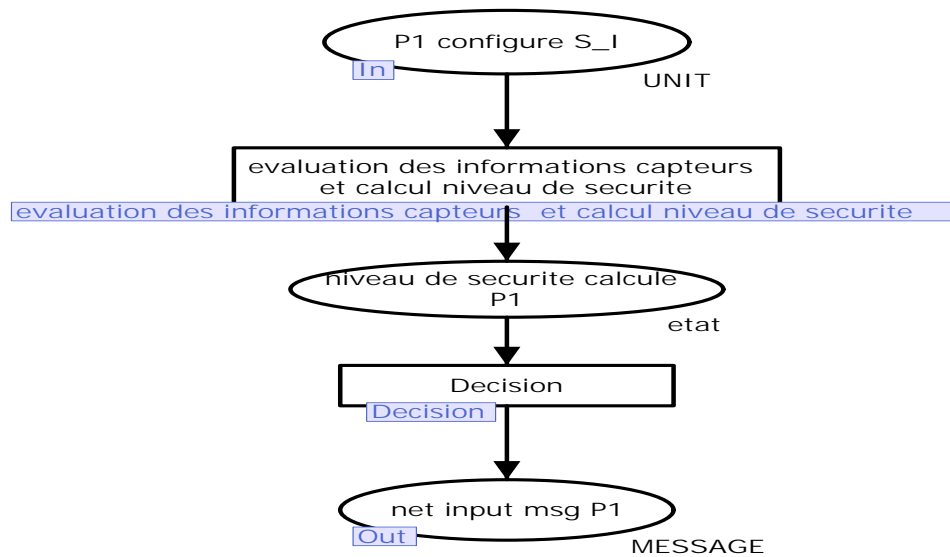 P1 configure S_I
In
UNIT
evaluation des informations capteurs
et calcul niveau de securite
evaluation des informations capteurs et calcul niveau de securite
niveau de securite calcule
P1
etat
Decision
Decision
net input msg P1
Out
MESSAGE